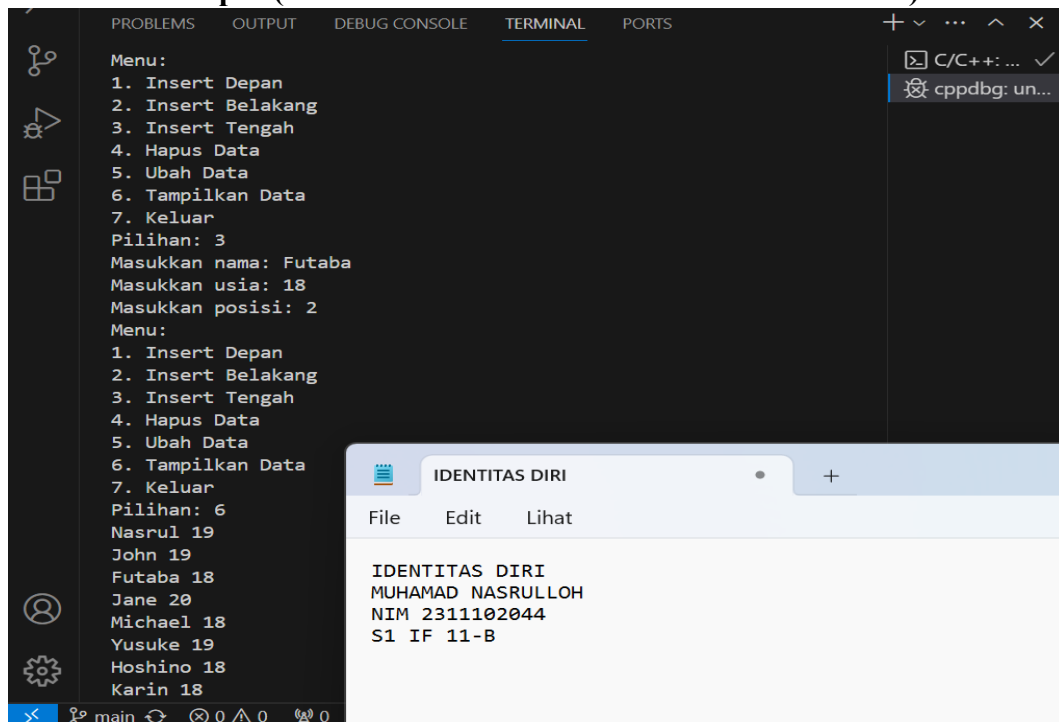 PROBLEMS OUTPUT DEBUG CONSOLE TERMINAL PORTS
C/C++: ...
cppdbg: un...
Menu:
1. Insert Depan
2. Insert Belakang
3. Insert Tengah
4. Hapus Data
5. Ubah Data
6. Tampilkan Data
7. Keluar
Pilihan: 3
Masukkan nama: Futaba
Masukkan usia: 18
Masukkan posisi: 2
Menu:
1. Insert Depan
2. Insert Belakang
3. Insert Tengah
4. Hapus Data
5. Ubah Data
6. Tampilkan Data
7. Keluar
Pilihan: 6
Nasrul 19
John 19
Futaba 18
Jane 20
Michael 18
Yusuke 19
Hoshino 18
Karin 18
main 0 0 0
IDENTITAS DIRI
File Edit Lihat
IDENTITAS DIRI
MUHAMAD NASRULLOH
NIM 2311102044
S1 IF 11-B